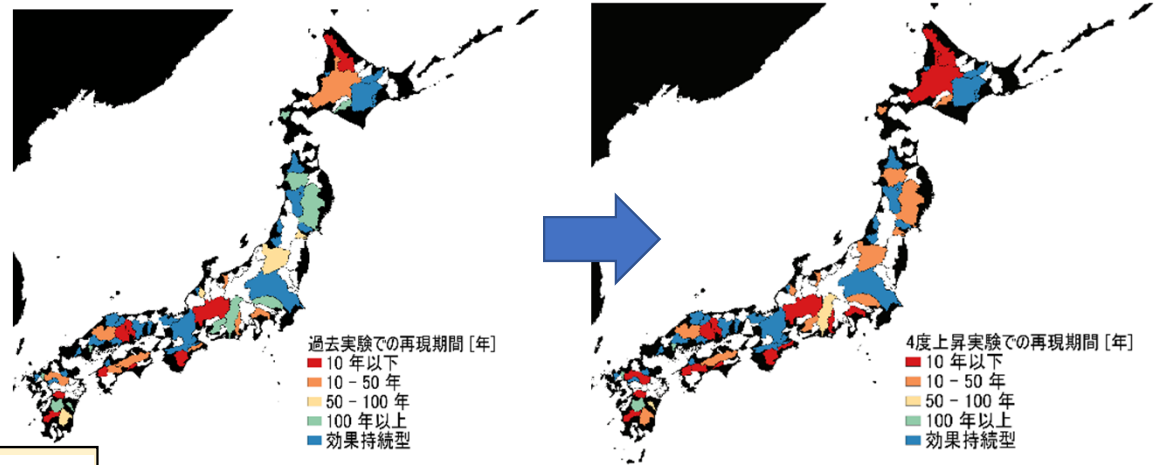 過去実験での再現期間 [年]
10 年以下
10 - 50 年
50 - 100 年
100 年以上
効果持続型
4度上昇実験での再現期間 [年]
10 年以下
10 - 50 年
50 - 100 年
100 年以上
効果持続型